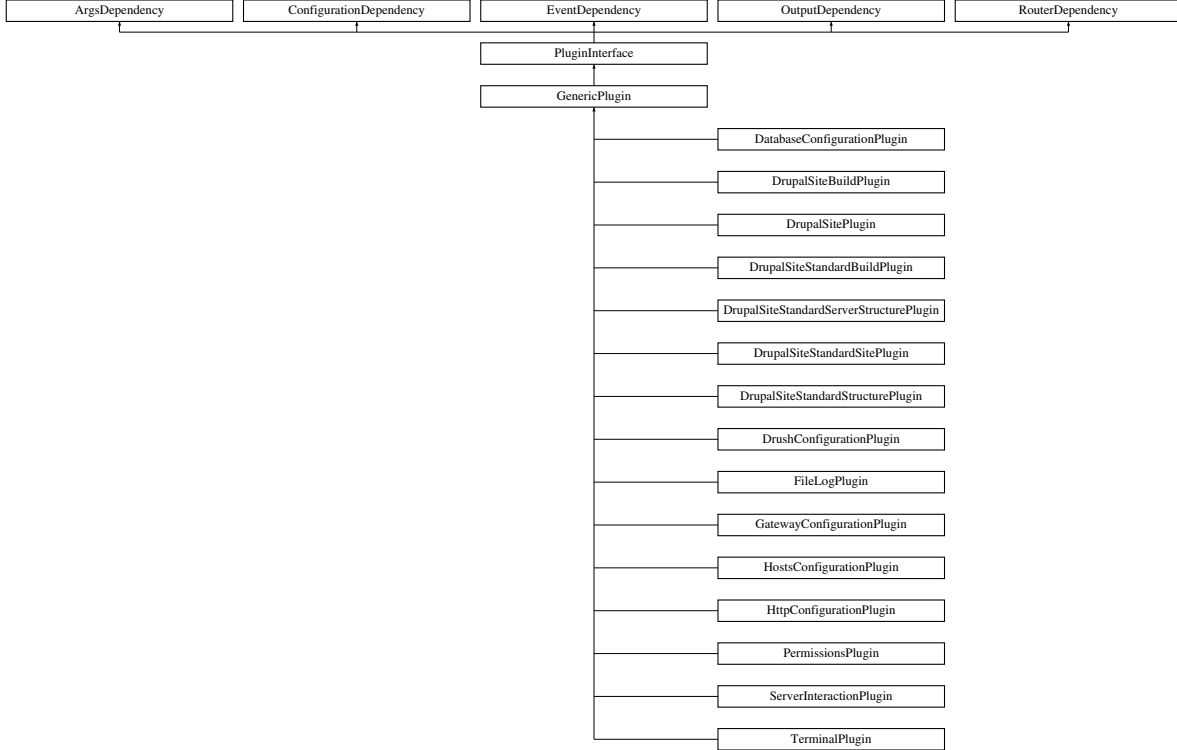 ArgsDependency
ConfigurationDependency
EventDependency
OutputDependency
RouterDependency
PluginInterface
GenericPlugin
DatabaseConfigurationPlugin
DrupalSiteBuildPlugin
DrupalSitePlugin
DrupalSiteStandardBuildPlugin
DrupalSiteStandardServerStructurePlugin
DrupalSiteStandardSitePlugin
DrupalSiteStandardStructurePlugin
DrushConfigurationPlugin
FileLogPlugin
GatewayConfigurationPlugin
HostsConfigurationPlugin
HttpConfigurationPlugin
PermissionsPlugin
ServerInteractionPlugin
TerminalPlugin